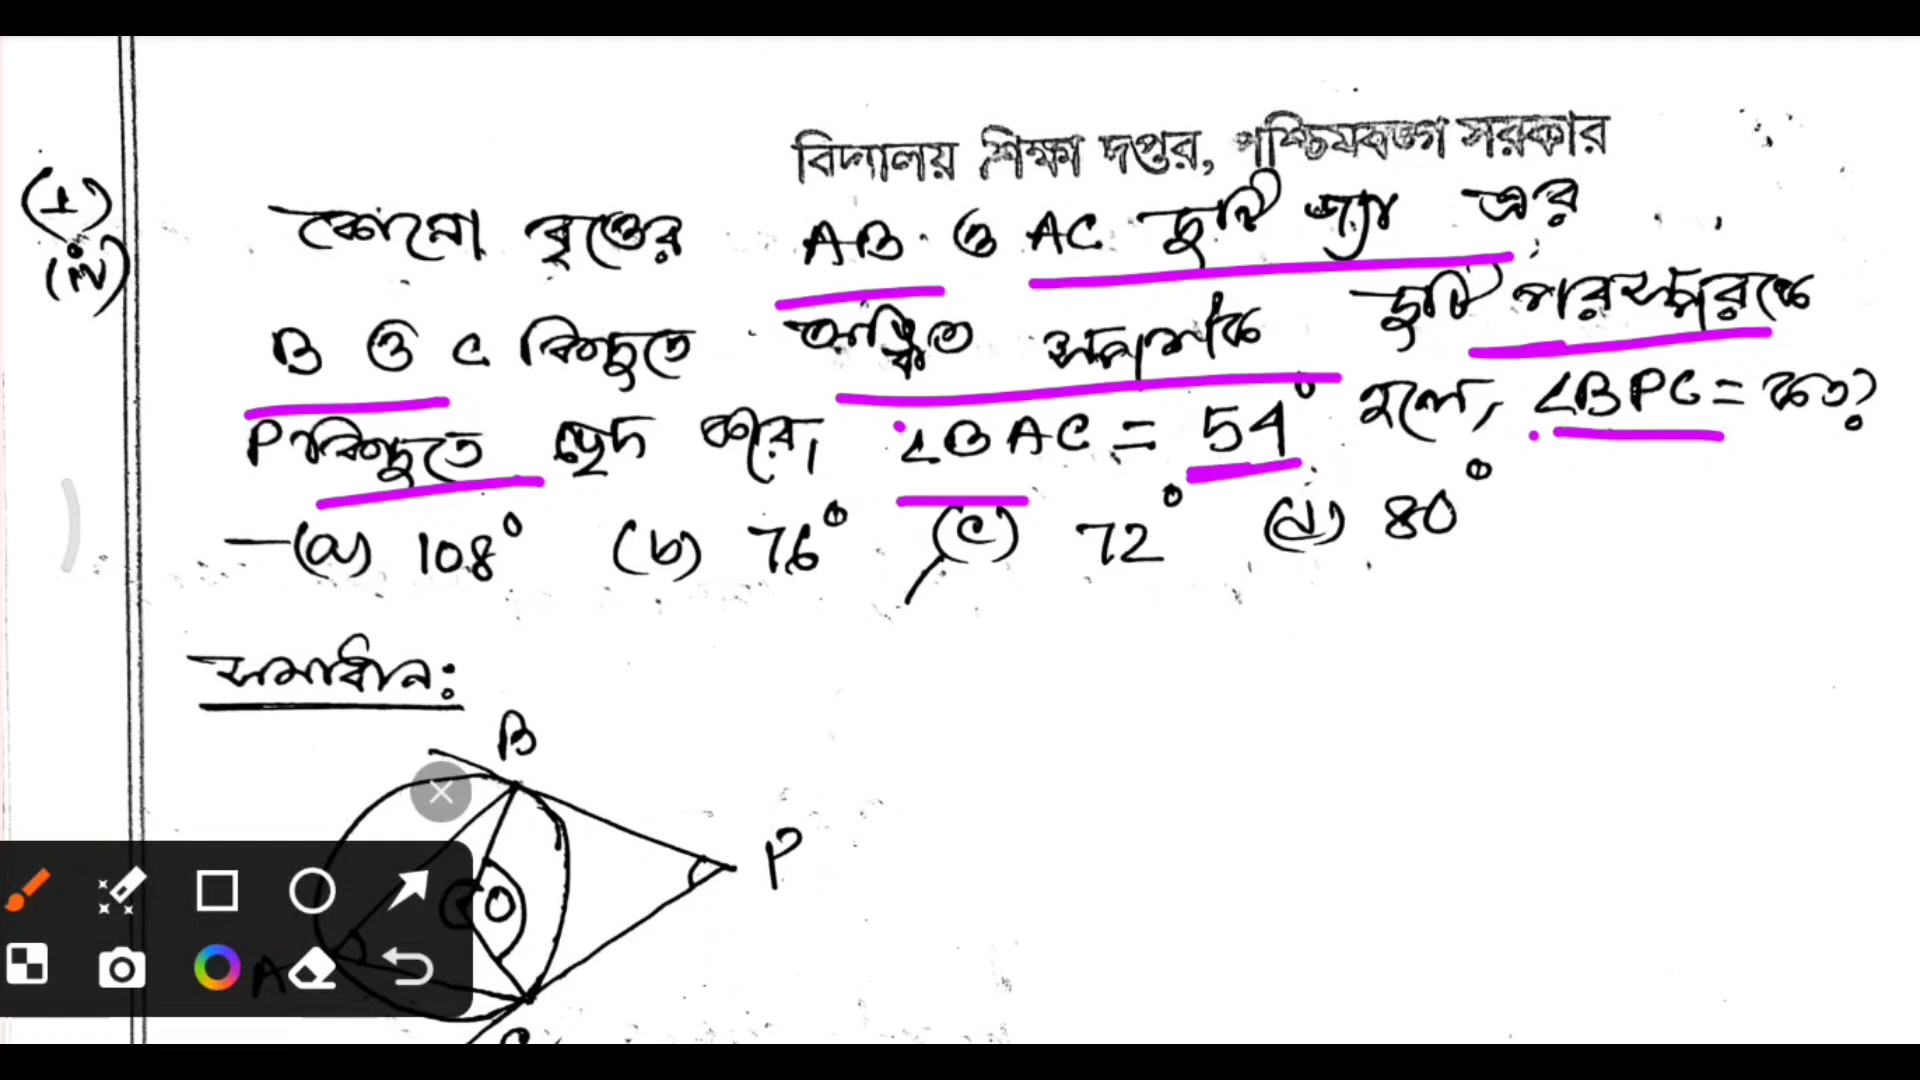 বিদ্যালয় শিক্ষা দপ্তর, পশ্চিমবঙ্গ সরকার
(1) কোনো বৃত্তের AB ও AC দুটি জ্যা এর
(iv) B ও C বিন্দুতে অঙ্কিত স্পর্শক দুটি পরস্পরকে
P বিন্দুতে ছেদ করে, ∠BAC = 54° হলে, ∠BPC = কত?
(a) 108° (b) 76° (c) 72° (d) 80°
সমাধান:
B
P
O
A
C